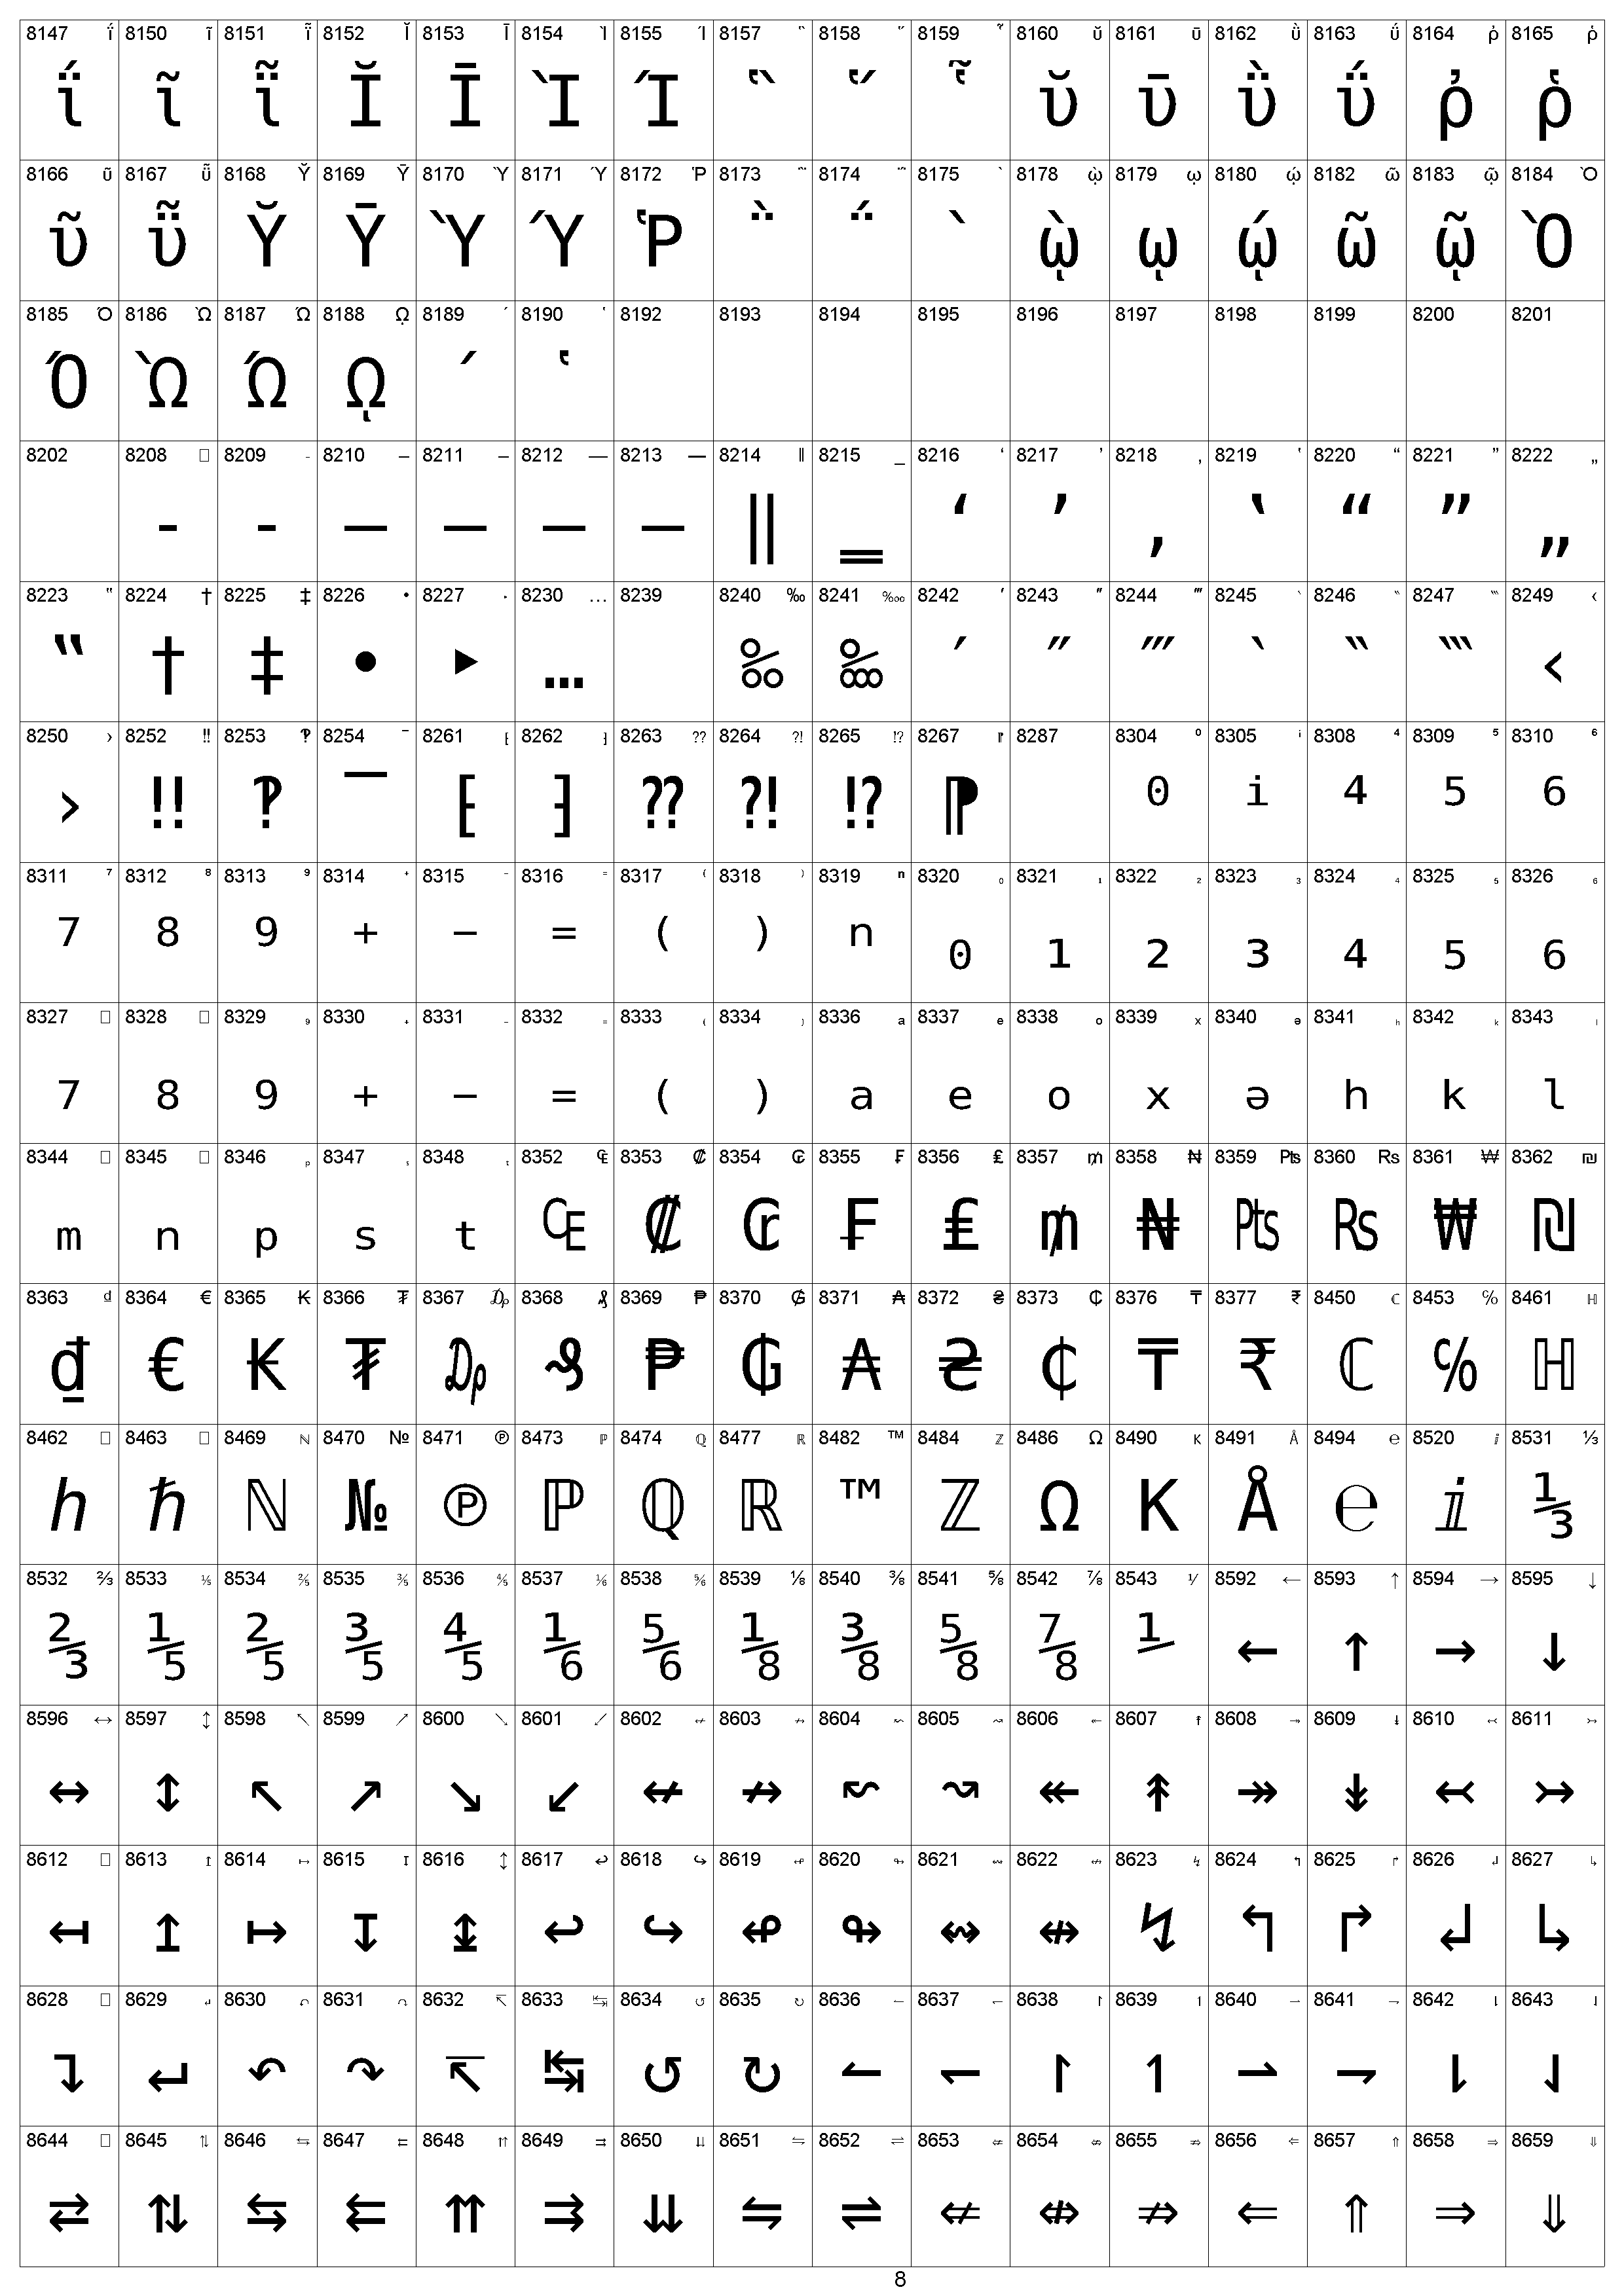 8147 ΐ 8150 ῖ 8151 ῗ 8152 Ῐ 8153 Ῑ 8154 Ὶ 8155 Ί 8157 ῝ 8158 ῞ 8159 ῟ 8160 ῠ 8161 ῡ 8162 ῢ 8163 ΰ 8164 ῤ 8165 ῥ
ΐ ῖ ῗ Ῐ Ῑ Ὶ Ί ῝ ῞ ῟ ῠ ῡ ῢ ΰ ῤ ῥ
8166 ῦ 8167 ῧ 8168 Ῠ 8169 Ῡ 8170 Ὺ 8171 Ύ 8172 Ῥ 8173 ῭ 8174 ΅ 8175 ` 8178 ῲ 8179 ῳ 8180 ῴ 8182 ῶ 8183 ῷ 8184 Ὸ
ῦ ῧ Ῠ Ῡ Ὺ Ύ Ῥ ῭ ΅ ` ῲ ῳ ῴ ῶ ῷ Ὸ
8185 Ό 8186 Ὼ 8187 Ώ 8188 ῼ 8189 ´ 8190 ῾ 8192 8193 8194 8195 8196 8197 8198 8199 8200 8201
Ό Ὼ Ώ ῼ ´ ῾
8202 8208 □ 8209 ‑ 8210 ‒ 8211 – 8212 — 8213 ― 8214 ‖ 8215 ‗ 8216 ‘ 8217 ’ 8218 ‚ 8219 ‛ 8220 “ 8221 ” 8222 „
‐ ‑ ‒ – — ― ‖ ‗ ‘ ’ ‚ ‛ “ ” „
8223 ‟ 8224 † 8225 ‡ 8226 • 8227 ‣ 8230 … 8239 8240 ‰ 8241 ‱ 8242 ′ 8243 ″ 8244 ‴ 8245 ‵ 8246 ‶ 8247 ‷ 8249 ‹
‟ † ‡ • ‣ … ‰ ‱ ′ ″ ‴ ‵ ‶ ‷ ‹
8250 › 8252 ‼ 8253 ‽ 8254 ‾ 8261 ⁅ 8262 ⁆ 8263 ⁇ 8264 ⁈ 8265 ⁉ 8267 ⁋ 8287 8304 ⁰ 8305 ⁱ 8308 ⁴ 8309 ⁵ 8310 ⁶
› ‼ ‽ ‾ ⁅ ⁆ ⁇ ⁈ ⁉ ⁋ ⁰ ⁱ ⁴ ⁵ ⁶
8311 ⁷ 8312 ⁸ 8313 ⁹ 8314 ⁺ 8315 ⁻ 8316 ⁼ 8317 ⁽ 8318 ⁾ 8319 ⁿ 8320 ₀ 8321 ₁ 8322 ₂ 8323 ₃ 8324 ₄ 8325 ₅ 8326 ₆
⁷ ⁸ ⁹ ⁺ ⁻ ⁼ ⁽ ⁾ ⁿ ₀ ₁ ₂ ₃ ₄ ₅ ₆
8327 □ 8328 □ 8329 ₉ 8330 ₊ 8331 ₋ 8332 ₌ 8333 ₍ 8334 ₎ 8336 ₐ 8337 ₑ 8338 ₒ 8339 ₓ 8340 ₔ 8341 ₕ 8342 ₖ 8343 ₗ
₇ ₈ ₉ ₊ ₋ ₌ ₍ ₎ ₐ ₑ ₒ ₓ ₔ ₕ ₖ ₗ
8344 □ 8345 □ 8346 ₚ 8347 ₛ 8348 ₜ 8352 ₠ 8353 ₡ 8354 ₢ 8355 ₣ 8356 ₤ 8357 ₥ 8358 ₦ 8359 ₧ 8360 ₨ 8361 ₩ 8362 ₪
ₘ ₙ ₚ ₛ ₜ ₠ ₡ ₢ ₣ ₤ ₥ ₦ ₧ ₨ ₩ ₪
8363 ₫ 8364 € 8365 ₭ 8366 ₮ 8367 ₯ 8368 ₰ 8369 ₱ 8370 ₲ 8371 ₳ 8372 ₴ 8373 ₵ 8376 ₸ 8377 ₹ 8450 ℂ 8453 ℅ 8461 ℍ
₫ € ₭ ₮ ₯ ₰ ₱ ₲ ₳ ₴ ₵ ₸ ₹ ℂ ℅ ℍ
8462 □ 8463 □ 8469 ℕ 8470 № 8471 ℗ 8473 ℙ 8474 ℚ 8477 ℝ 8482 ™ 8484 ℤ 8486 Ω 8490 K 8491 Å 8494 ℮ 8520 ⅈ 8531 ⅓
ℎ ℏ ℕ № ℗ ℙ ℚ ℝ ™ ℤ Ω K Å ℮ ⅈ ⅓
8532 ⅔ 8533 ⅕ 8534 ⅖ 8535 ⅗ 8536 ⅘ 8537 ⅙ 8538 ⅚ 8539 ⅛ 8540 ⅜ 8541 ⅝ 8542 ⅞ 8543 ⅟ 8592 ← 8593 ↑ 8594 → 8595 ↓
⅔ ⅕ ⅖ ⅗ ⅘ ⅙ ⅚ ⅛ ⅜ ⅝ ⅞ ⅟ ← ↑ → ↓
8596 ↔ 8597 ↕ 8598 ↖ 8599 ↗ 8600 ↘ 8601 ↙ 8602 ↚ 8603 ↛ 8604 ↜ 8605 ↝ 8606 ↞ 8607 ↟ 8608 ↠ 8609 ↡ 8610 ↢ 8611 ↣
↔ ↕ ↖ ↗ ↘ ↙ ↚ ↛ ↜ ↝ ↞ ↟ ↠ ↡ ↢ ↣
8612 □ 8613 ↥ 8614 ↦ 8615 ↧ 8616 ↨ 8617 ↩ 8618 ↪ 8619 ↫ 8620 ↬ 8621 ↭ 8622 ↮ 8623 ↯ 8624 ↰ 8625 ↱ 8626 ↲ 8627 ↳
↤ ↥ ↦ ↧ ↨ ↩ ↪ ↫ ↬ ↭ ↮ ↯ ↰ ↱ ↲ ↳
8628 □ 8629 ↵ 8630 ↶ 8631 ↷ 8632 ↸ 8633 ↹ 8634 ↺ 8635 ↻ 8636 ↼ 8637 ↽ 8638 ↾ 8639 ↿ 8640 ⇀ 8641 ⇁ 8642 ⇂ 8643 ⇃
↴ ↵ ↶ ↷ ↸ ↹ ↺ ↻ ↼ ↽ ↾ ↿ ⇀ ⇁ ⇂ ⇃
8644 □ 8645 ⇅ 8646 ⇆ 8647 ⇇ 8648 ⇈ 8649 ⇉ 8650 ⇊ 8651 ⇋ 8652 ⇌ 8653 ⇍ 8654 ⇎ 8655 ⇏ 8656 ⇐ 8657 ⇑ 8658 ⇒ 8659 ⇓
⇄ ⇅ ⇆ ⇇ ⇈ ⇉ ⇊ ⇋ ⇌ ⇍ ⇎ ⇏ ⇐ ⇑ ⇒ ⇓
8